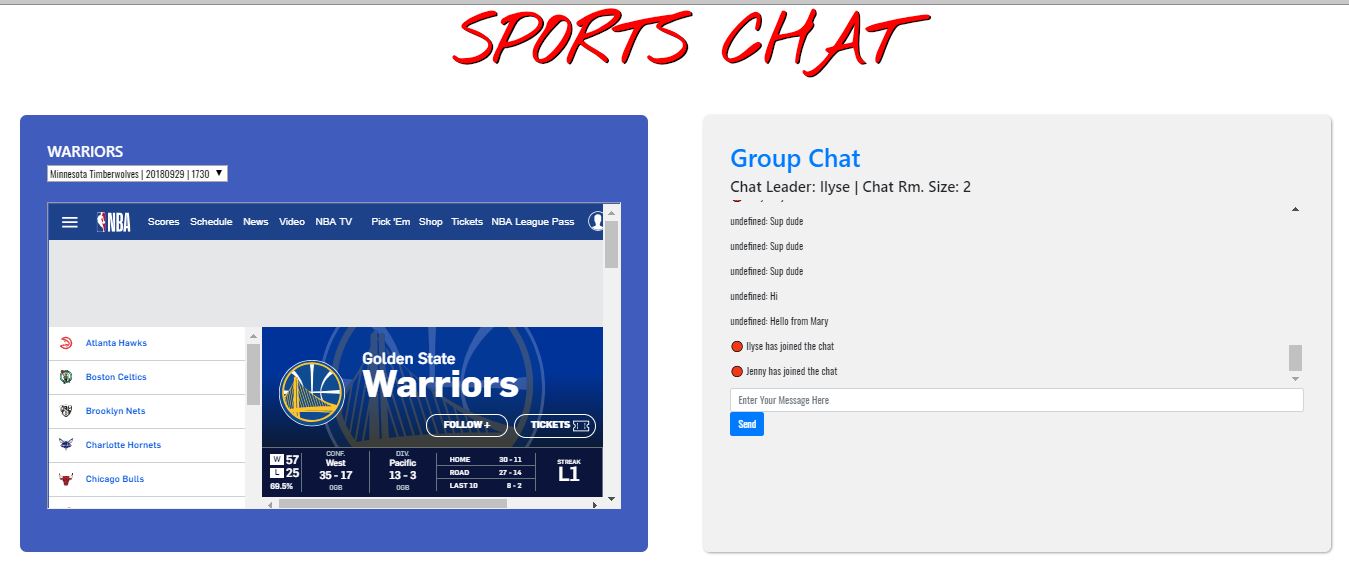 SPORTS CHAT
WARRIORS
Minnesota Timberwolves | 20180929 | 1730
NBA Scores Schedule News Video NBA TV Pick 'Em Shop Tickets NBA League Pass
Atlanta Hawks
Boston Celtics
Brooklyn Nets
Charlotte Hornets
Chicago Bulls
Golden State
Warriors
FOLLOW + TICKETS
W 57
L 25
69.5%
CONF.
West
35 - 17
0GB
DIV.
Pacific
13 - 3
0GB
HOME 30 - 11
ROAD 27 - 14
LAST 10 8 - 2
STREAK
L1
Group Chat
Chat Leader: Ilyse | Chat Rm. Size: 2
undefined: Sup dude
undefined: Sup dude
undefined: Sup dude
undefined: Hi
undefined: Hello from Mary
Ilyse has joined the chat
Jenny has joined the chat
Enter Your Message Here
Send